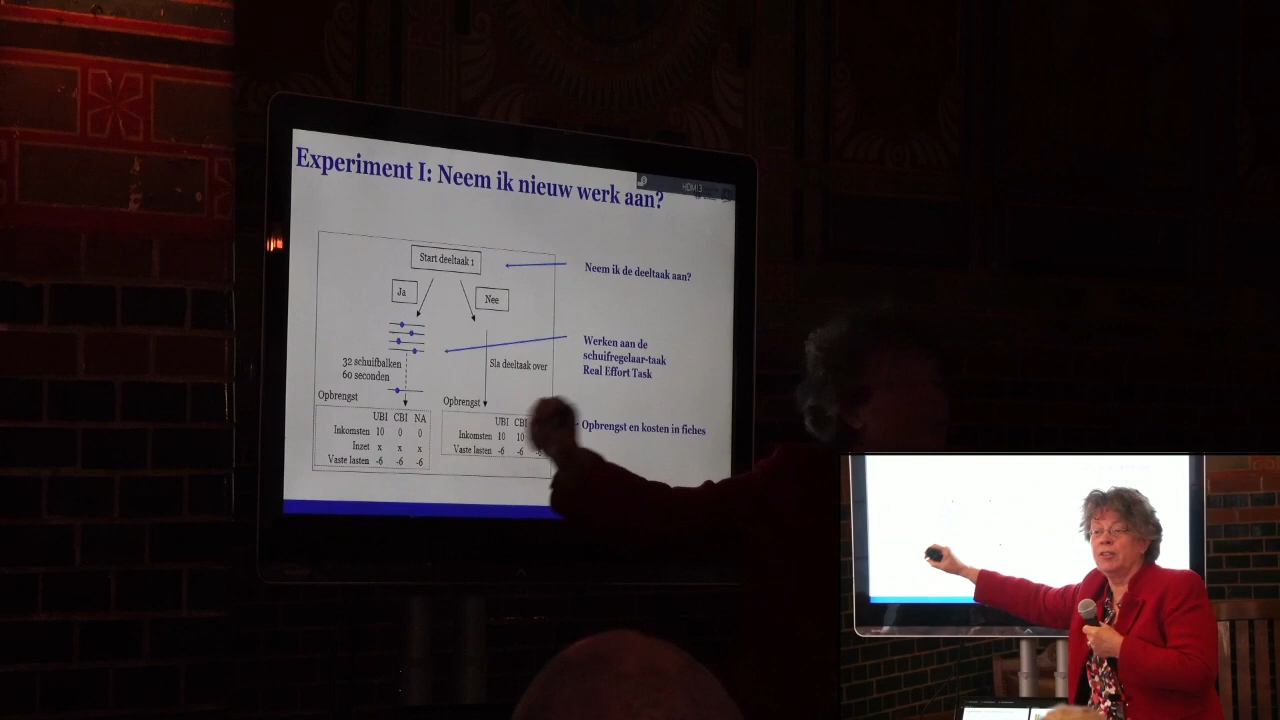 Experiment I: Neem ik nieuw werk aan?
HDMI3
Start deeltaak 1
Neem ik de deeltaak aan?
Ja
Nee
Werken aan de
schuifregelaar-taak
Real Effort Task
32 schuifbalken
60 seconden
Sla deeltaak over
Opbrengst
Opbrengst
UBI CBI NA
Inkomsten 10 0 0
Inzet x x x
Vaste lasten -6 -6 -6
UBI CBI
Inkomsten 10 10
Vaste lasten -6 -6 -6
Opbrengst en kosten in fiches